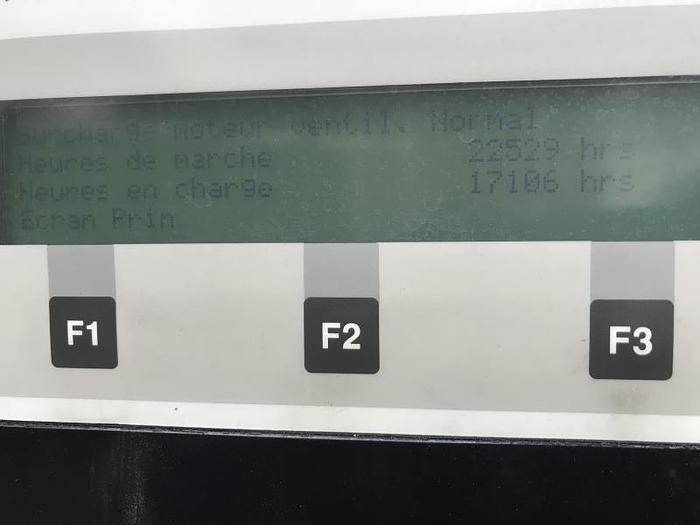 Surcharge moteur ventil. Normal
Heures de marche 22529 hrs
Heures en charge 17106 hrs
Ecran Prin
F1 F2 F3